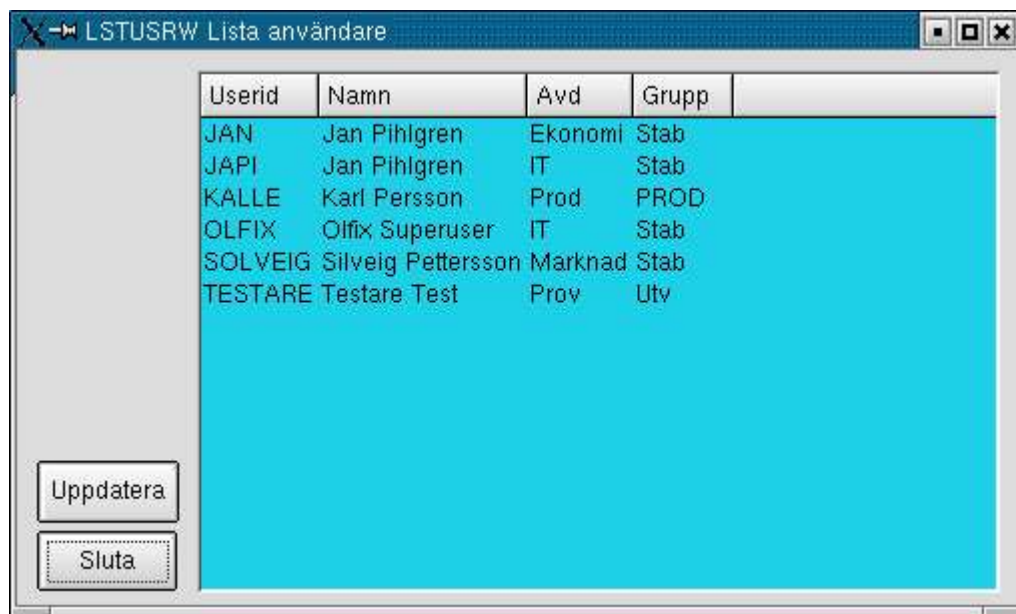 LSTUSRW Lista användare
Userid Namn Avd Grupp
JAN Jan Pihlgren Ekonomi Stab
JAPI Jan Pihlgren IT Stab
KALLE Karl Persson Prod PROD
OLFIX Olfix Superuser IT Stab
SOLVEIG Silveig Pettersson Marknad Stab
TESTARE Testare Test Prov Utv
Uppdatera
Sluta